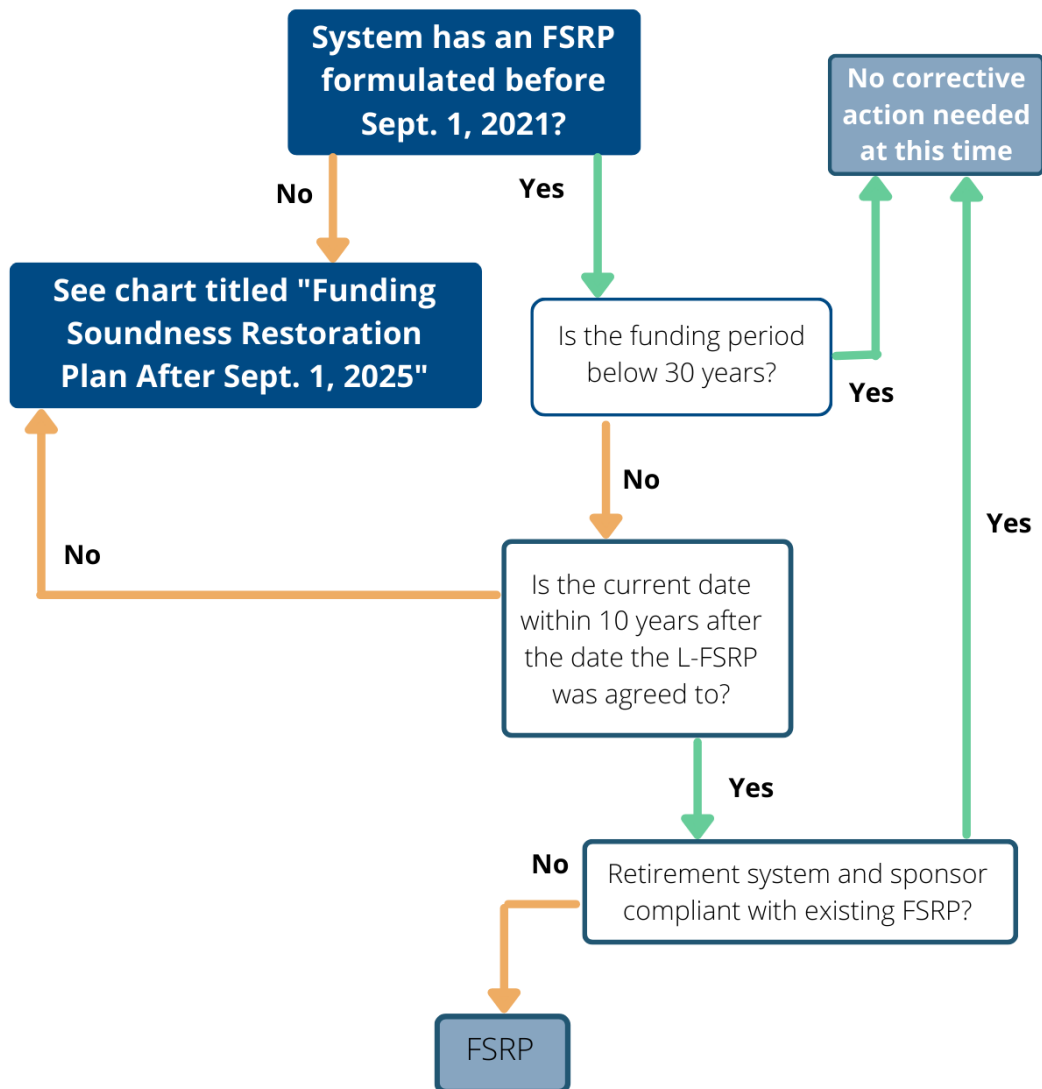 System has an FSRP
formulated before
Sept. 1, 2021?
No corrective
action needed
at this time
No
Yes
See chart titled "Funding
Soundness Restoration
Plan After Sept. 1, 2025"
Is the funding period
below 30 years?
Yes
No
Yes
No
Is the current date
within 10 years after
the date the L-FSRP
was agreed to?
Yes
No
Retirement system and sponsor
compliant with existing FSRP?
FSRP